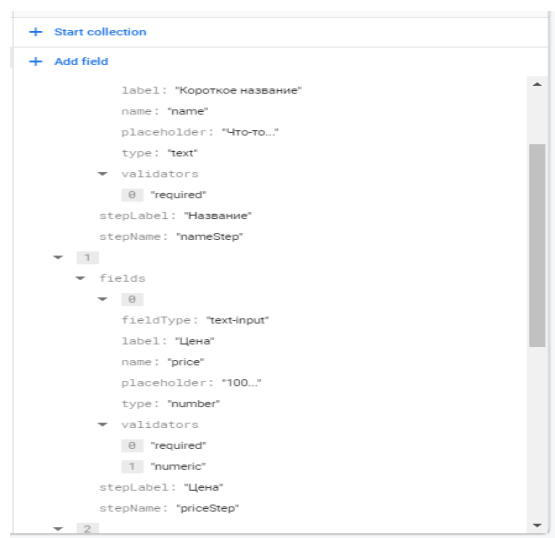 + Start collection
+ Add field
label: "Короткое название"
name: "name"
placeholder: "Что-то..."
type: "text"
validators
0 "required"
stepLabel: "Название"
stepName: "nameStep"
1
fields
0
fieldType: "text-input"
label: "Цена"
name: "price"
placeholder: "100..."
type: "number"
validators
0 "required"
1 "numeric"
stepLabel: "Цена"
stepName: "priceStep"
2